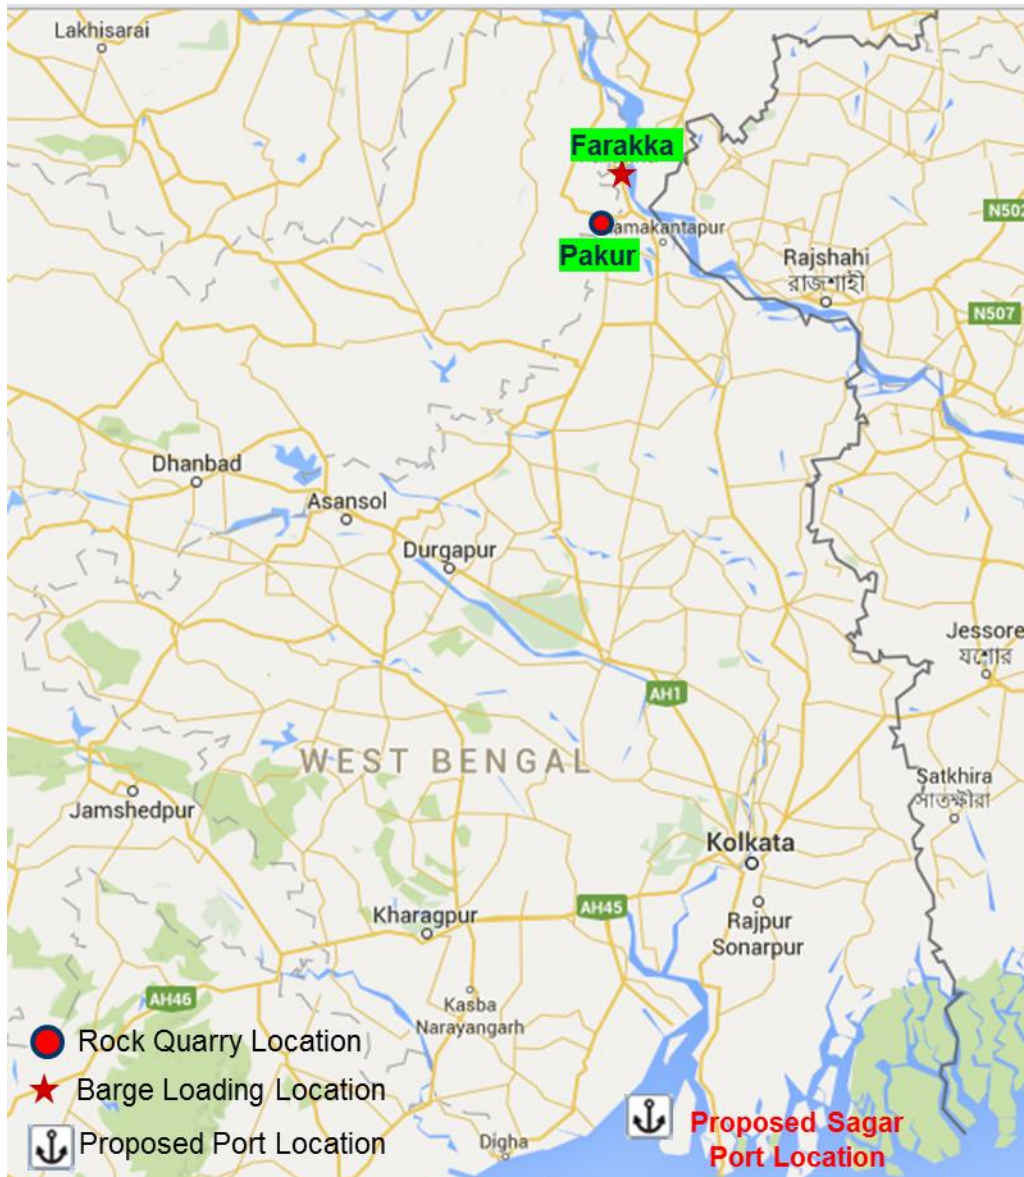 Lakhisarai
Farakka
N502
amakantapur
Pakur
Rajshahi
রাজশাহী
N507
Dhanbad
Asansol
Durgapur
Jessore
যশোর
AH1
WEST BENGAL
Satkhira
সাতক্ষীরা
Jamshedpur
Kolkata
Kharagpur
AH45
Rajpur
Sonarpur
AH46
Kasba
Narayangarh
Rock Quarry Location
Barge Loading Location
Proposed Port Location
Digha
Proposed Sagar
Port Location